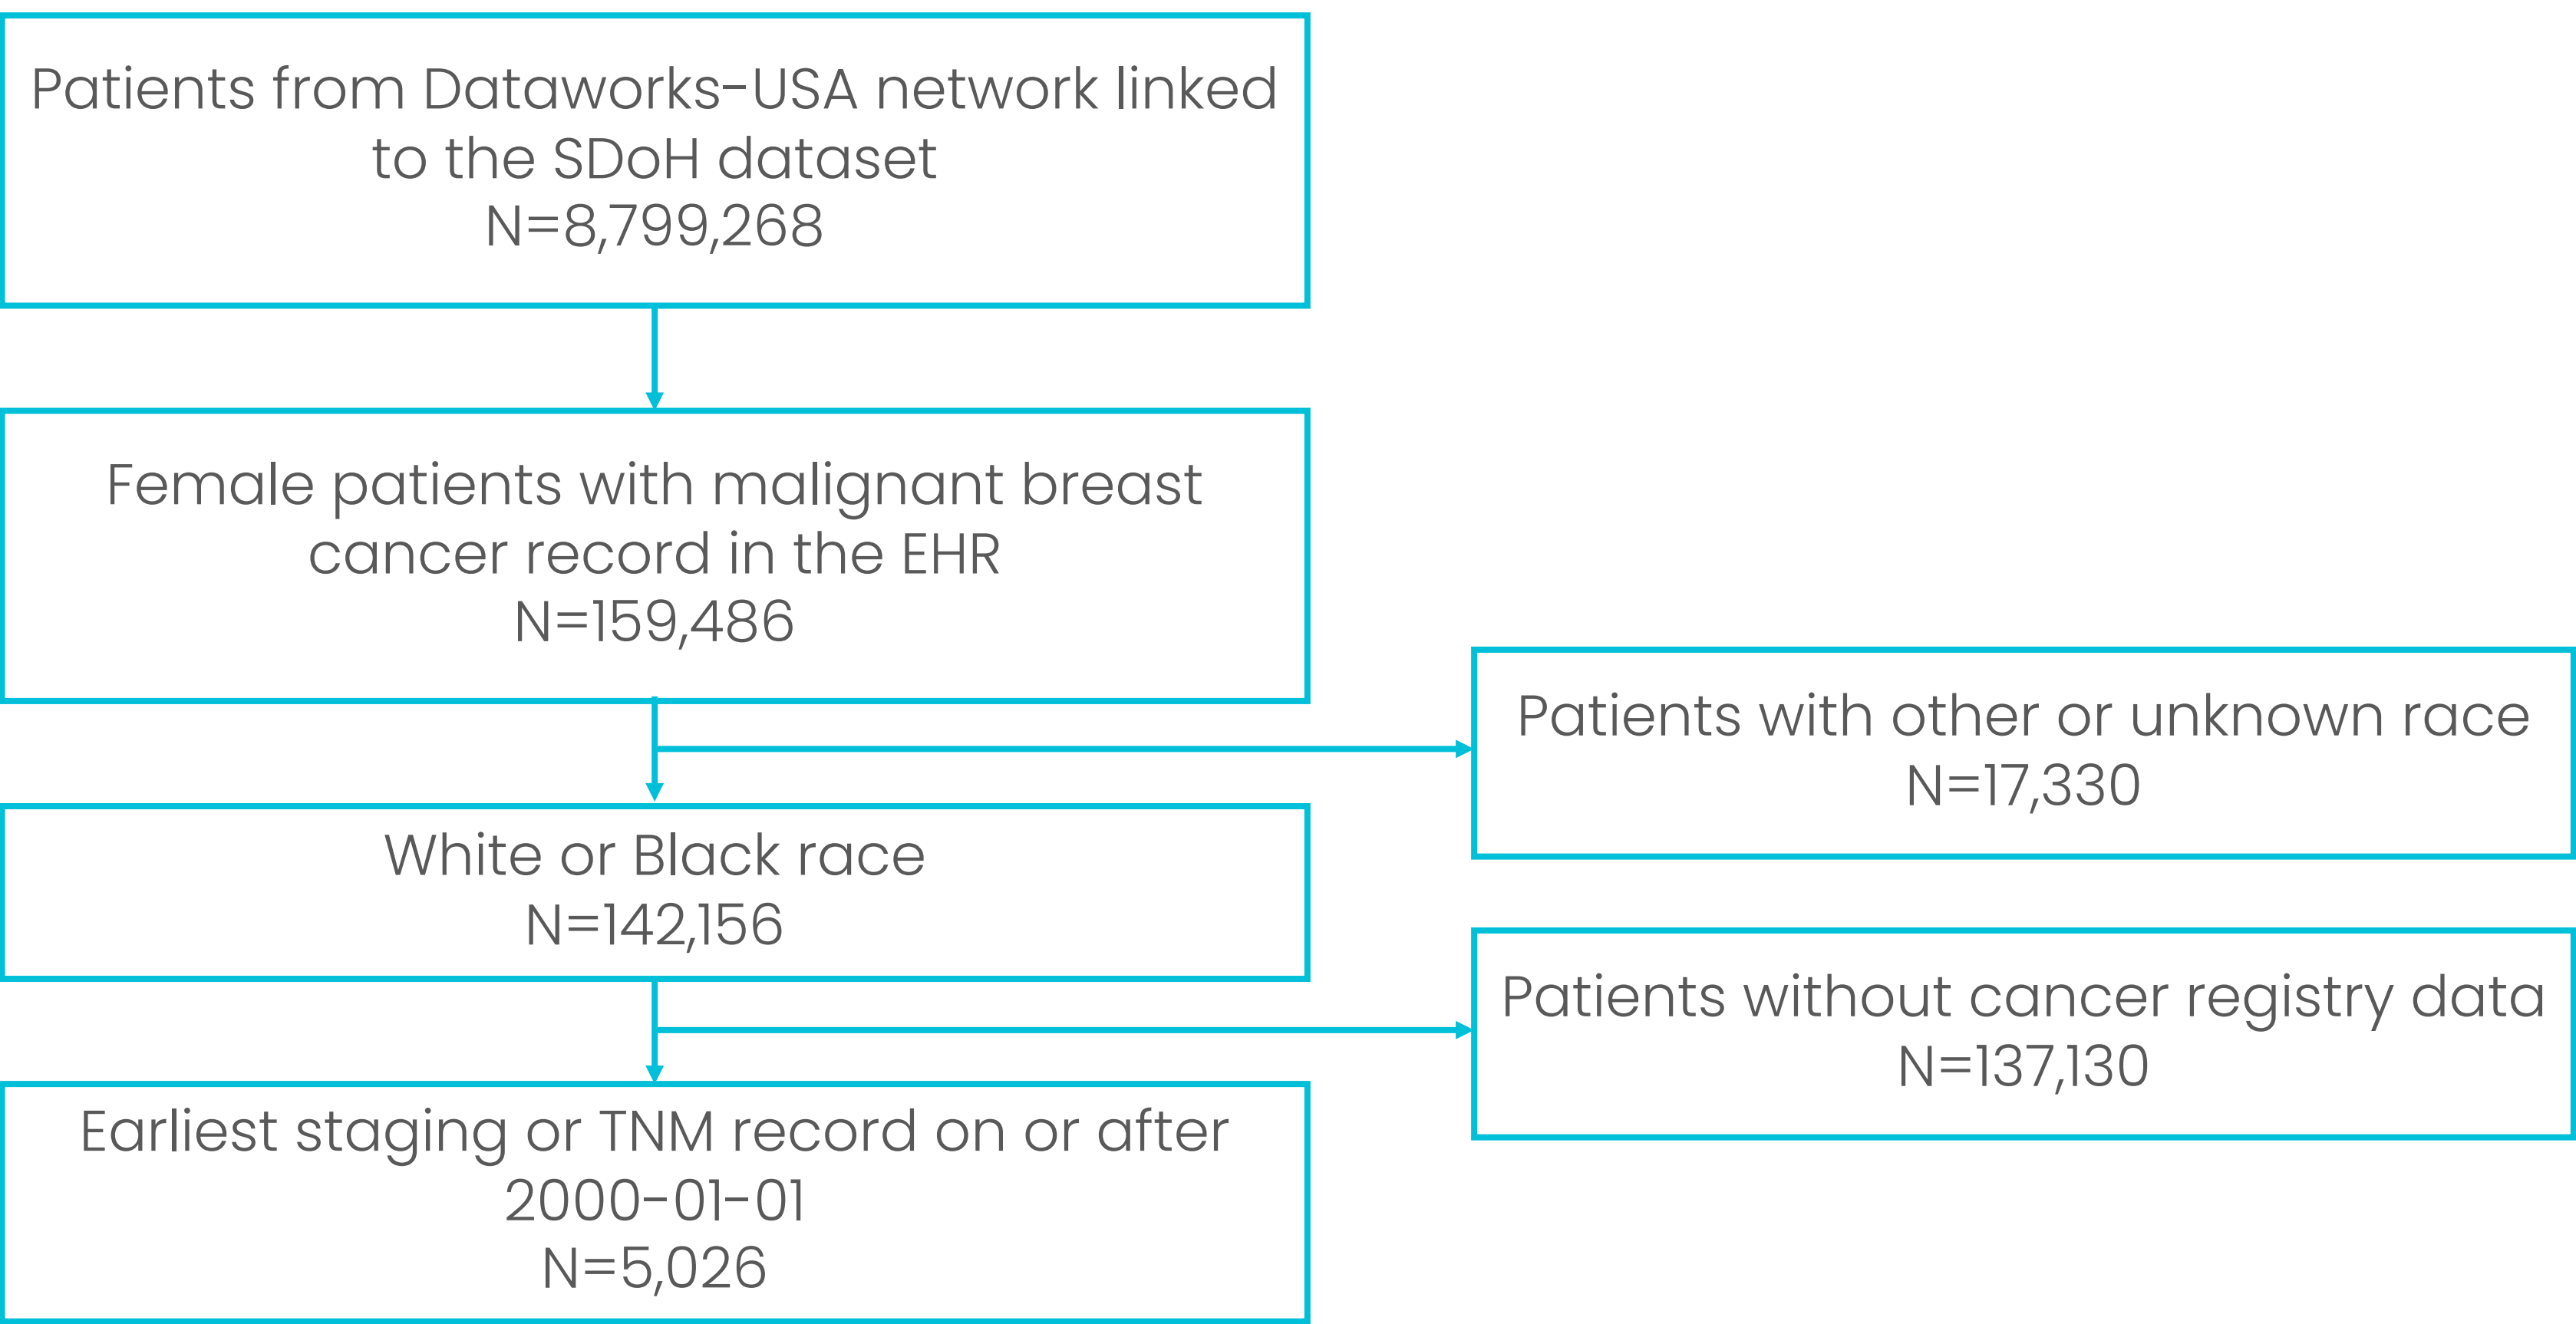 Patients from Dataworks-USA network linked
to the SDoH dataset
N=8,799,268
Female patients with malignant breast
cancer record in the EHR
N=159,486
Patients with other or unknown race
N=17,330
White or Black race
N=142,156
Patients without cancer registry data
N=137,130
Earliest staging or TNM record on or after
2000-01-01
N=5,026